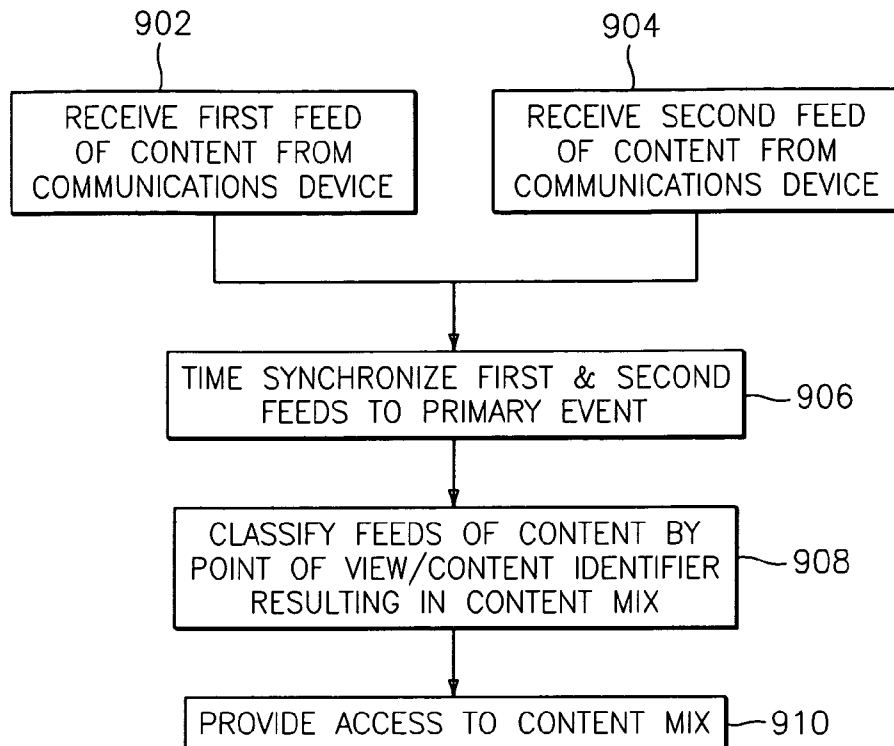 902
904
RECEIVE FIRST FEED
OF CONTENT FROM
COMMUNICATIONS DEVICE
RECEIVE SECOND FEED
OF CONTENT FROM
COMMUNICATIONS DEVICE
TIME SYNCHRONIZE FIRST & SECOND
FEEDS TO PRIMARY EVENT
906
CLASSIFY FEEDS OF CONTENT BY
POINT OF VIEW/CONTENT IDENTIFIER
RESULTING IN CONTENT MIX
908
PROVIDE ACCESS TO CONTENT MIX
910